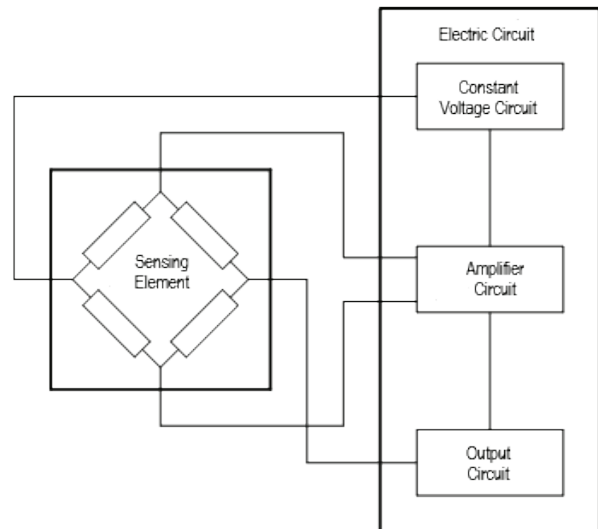 Electric Circuit
Constant
Voltage Circuit
Sensing
Element
Amplifier
Circuit
Output
Circuit